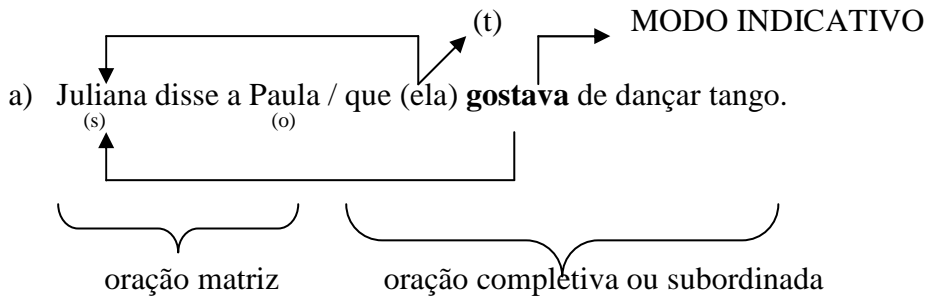 (t) MODO INDICATIVO
a) Juliana disse a Paula / que (ela) gostava de dançar tango.
(s) (o)
oração matriz oração completiva ou subordinada